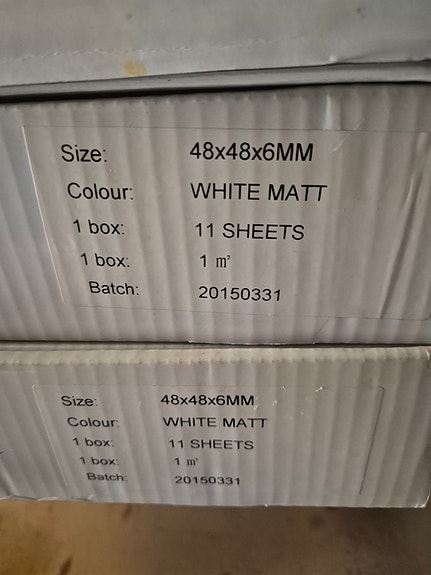 Size: 48x48x6MM
Colour: WHITE MATT
1 box: 11 SHEETS
1 box: 1 ㎡
Batch: 20150331
Size: 48x48x6MM
Colour: WHITE MATT
1 box: 11 SHEETS
1 box: 1 ㎡
Batch: 20150331